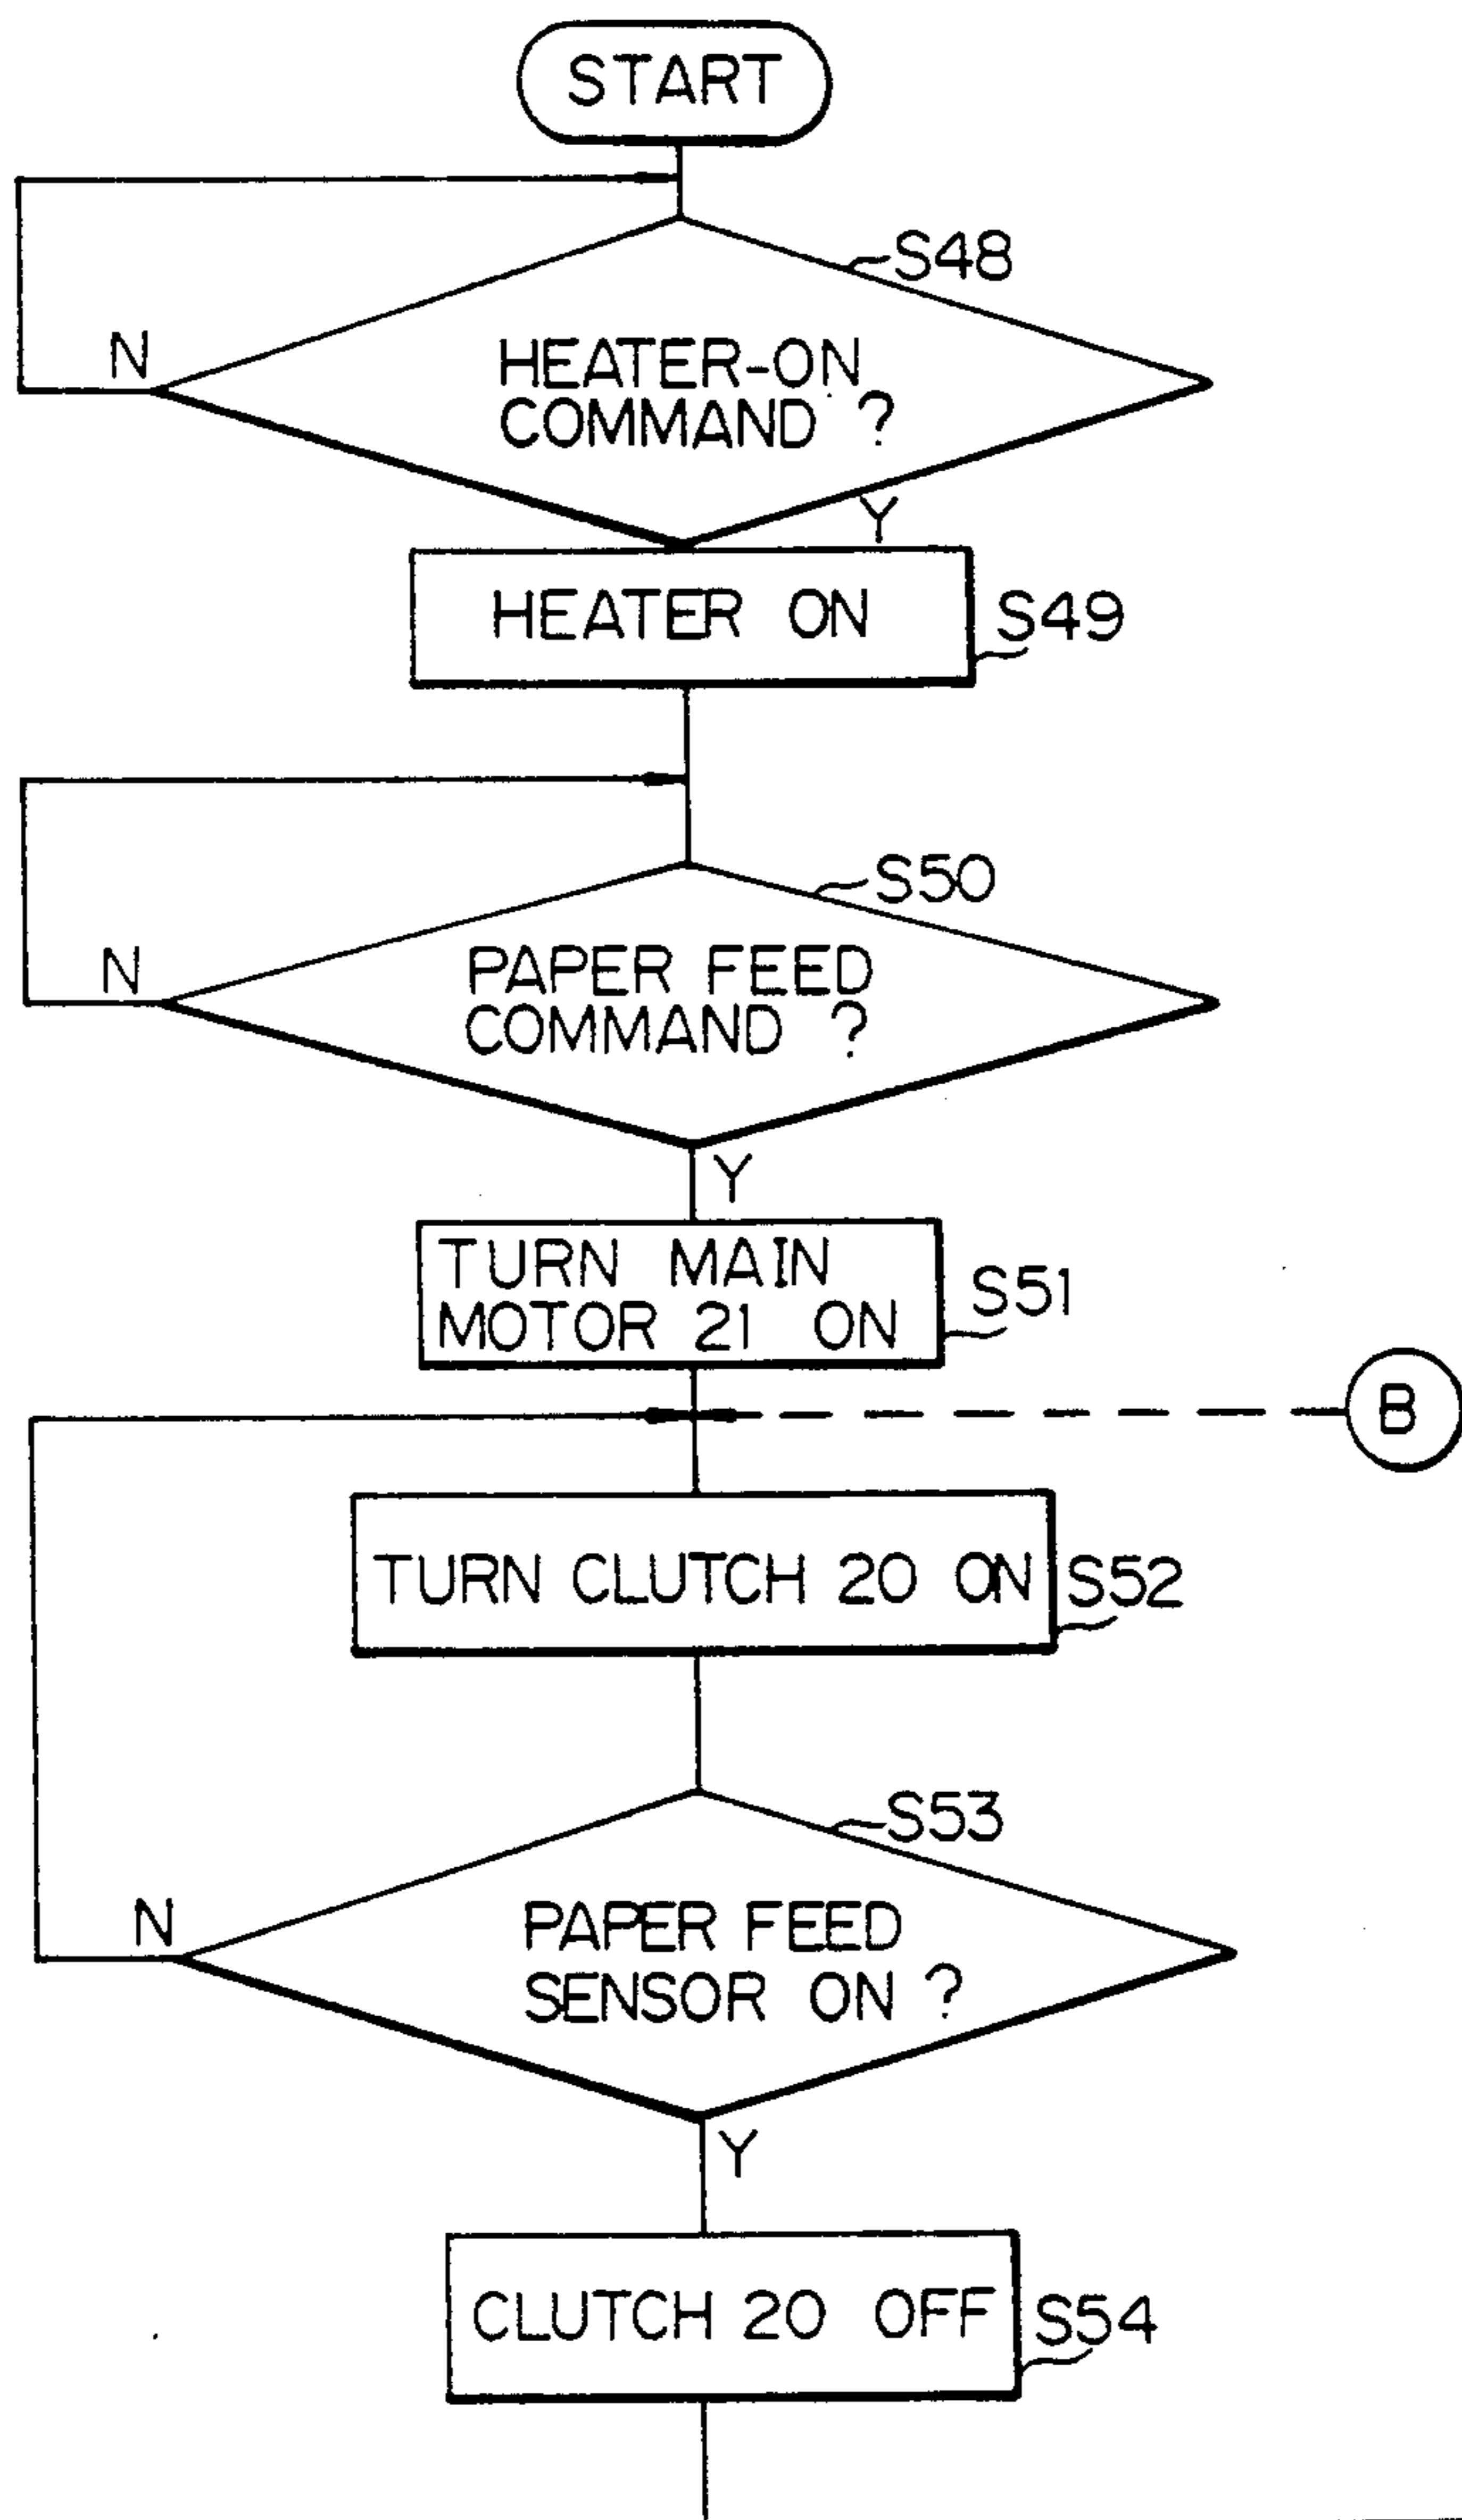 START
S48
N
HEATER-ON
COMMAND ?
Y
HEATER ON
S49
S50
N
PAPER FEED
COMMAND ?
Y
TURN MAIN
MOTOR 21 ON
S51
B
TURN CLUTCH 20 ON
S52
S53
N
PAPER FEED
SENSOR ON ?
Y
CLUTCH 20 OFF
S54